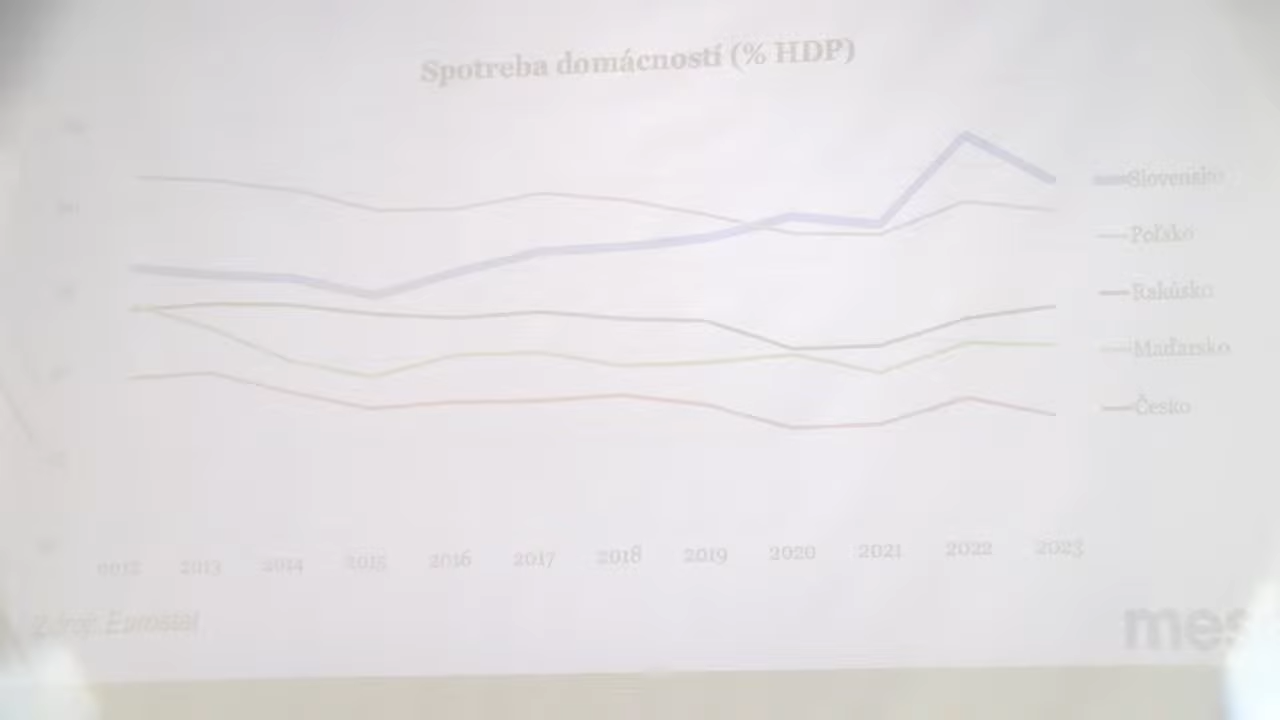 Spotreba domácností (% HDP)
Slovensko
Poľsko
Rakúsko
Maďarsko
Česko
2012 2013 2014 2015 2016 2017 2018 2019 2020 2021 2022 2023
Zdroj: Eurostat
mes